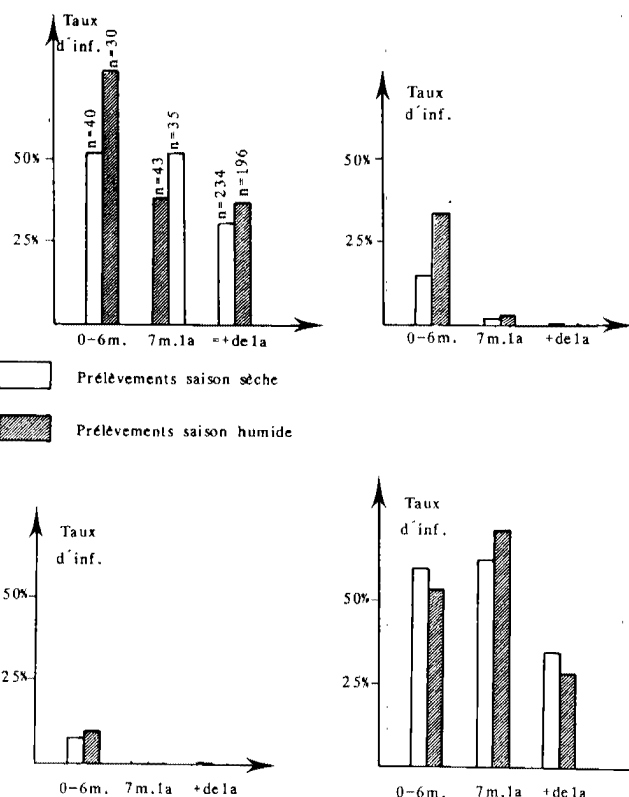 Taux
d´inf.
n=40
n=30
n=43
n=35
n=234
n=196
50%
25%
0-6m. 7m.1a =+de1a
Taux
d´inf.
50%
25%
0-6m. 7m.1a +de1a
Prélèvements saison sèche
Prélèvements saison humide
Taux
d´inf.
50%
25%
0-6m. 7m.1a +de1a
Taux
d´inf.
50%
25%
0-6m. 7m.1a +de1a